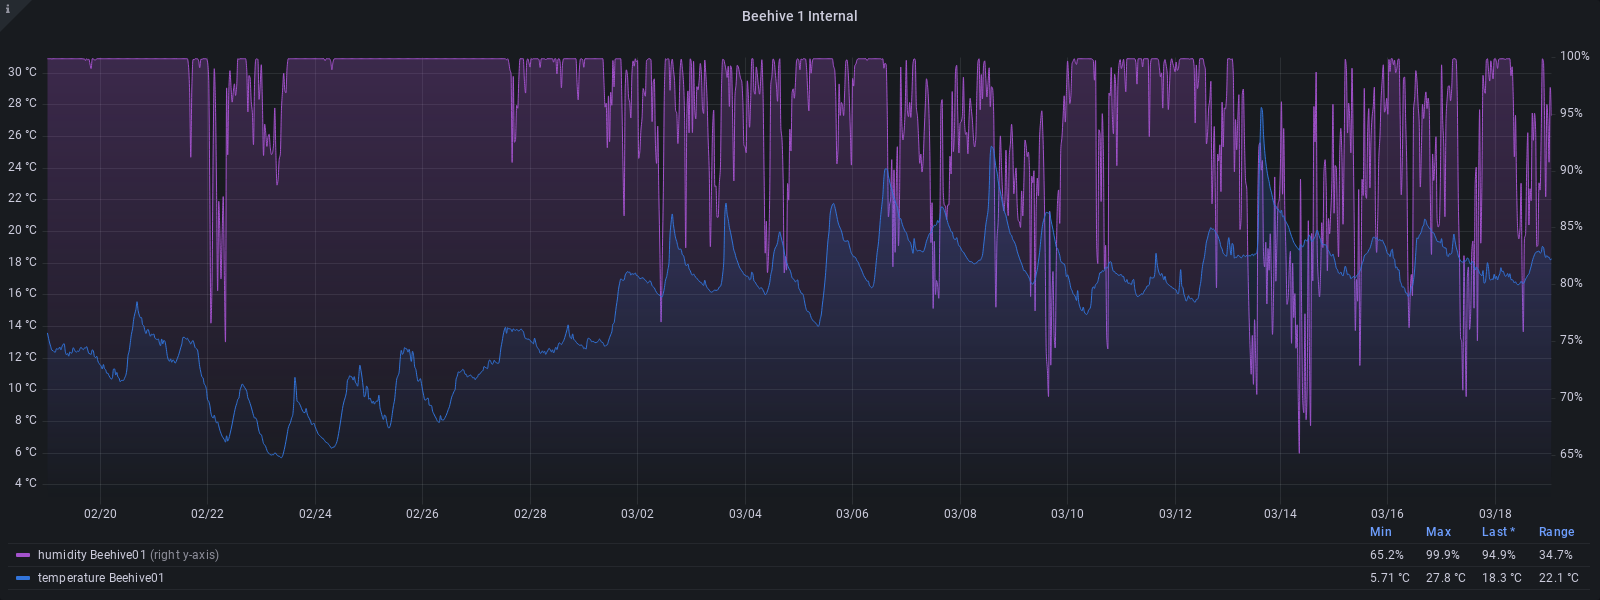 i
Beehive 1 Internal
30 °C 100%
28 °C 95%
26 °C
24 °C 90%
22 °C
20 °C 85%
18 °C
16 °C 80%
14 °C 75%
12 °C
10 °C 70%
8 °C
6 °C 65%
4 °C
02/20 02/22 02/24 02/26 02/28 03/02 03/04 03/06 03/08 03/10 03/12 03/14 03/16 03/18
Min Max Last * Range
humidity Beehive01 (right y-axis) 65.2% 99.9% 94.9% 34.7%
temperature Beehive01 5.71 °C 27.8 °C 18.3 °C 22.1 °C